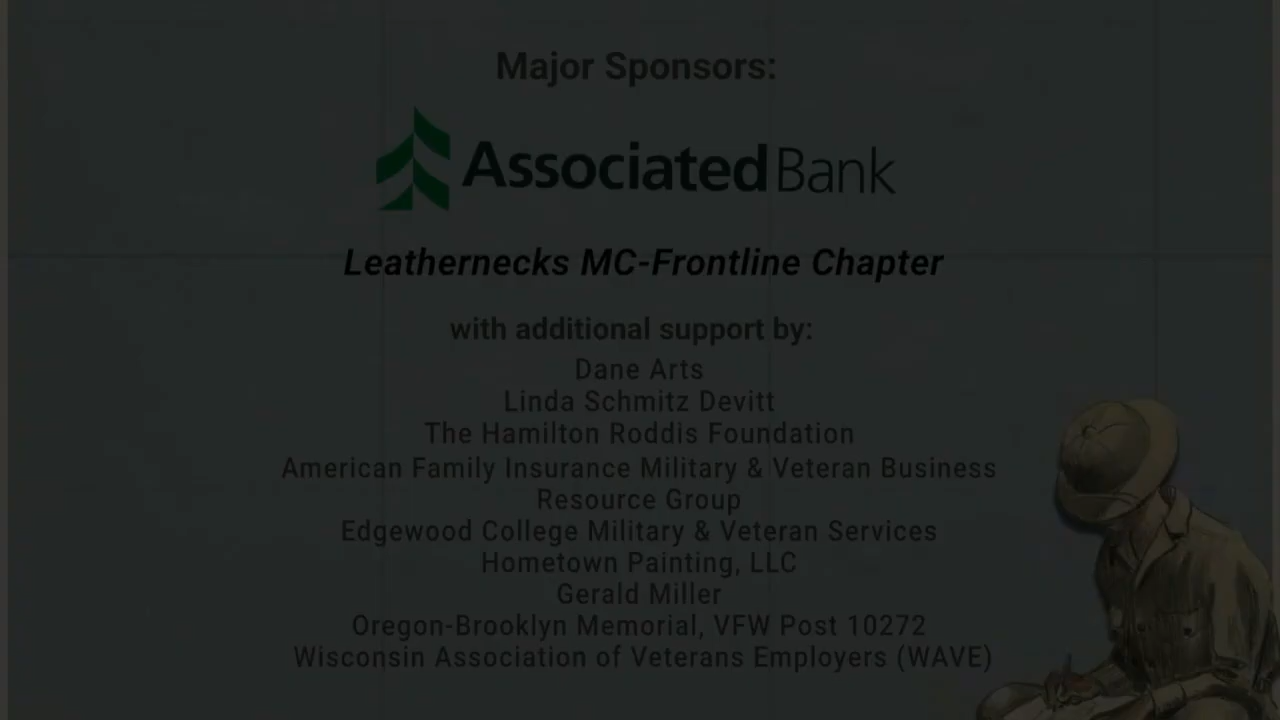 Major Sponsors:
Associated Bank
Leathernecks MC-Frontline Chapter
with additional support by:
Dane Arts
Linda Schmitz Devitt
The Hamilton Roddis Foundation
American Family Insurance Military & Veteran Business
Resource Group
Edgewood College Military & Veteran Services
Hometown Painting, LLC
Gerald Miller
Oregon-Brooklyn Memorial, VFW Post 10272
Wisconsin Association of Veterans Employers (WAVE)